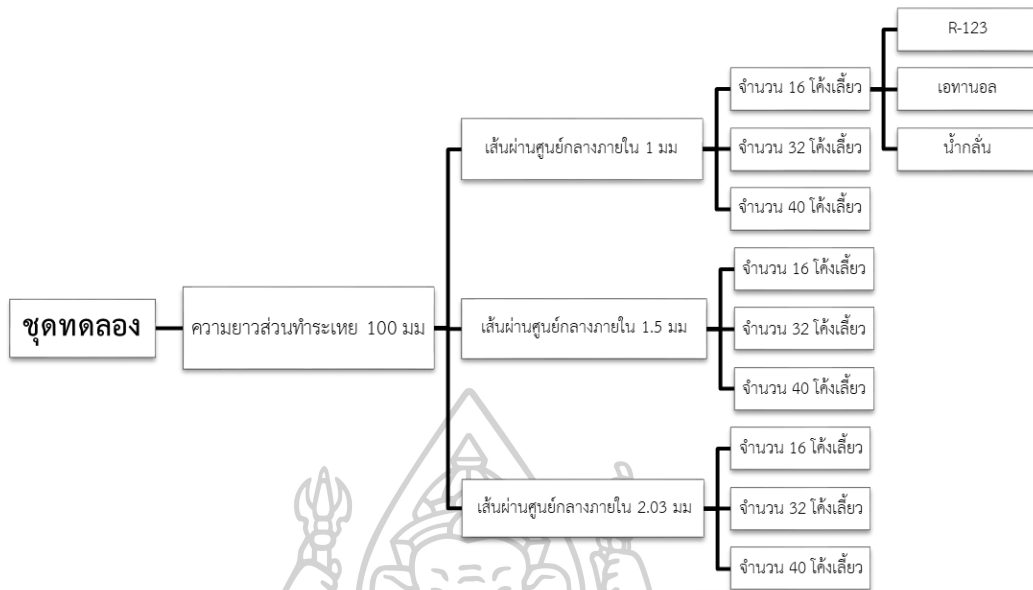 ชุดทดลอง
ความยาวส่วนทำระเหย 100 มม
เส้นผ่านศูนย์กลางภายใน 1 มม
จำนวน 16 โค้งเลี้ยว
R-123
เอทานอล
น้ำกลั่น
จำนวน 32 โค้งเลี้ยว
จำนวน 40 โค้งเลี้ยว
เส้นผ่านศูนย์กลางภายใน 1.5 มม
จำนวน 16 โค้งเลี้ยว
จำนวน 32 โค้งเลี้ยว
จำนวน 40 โค้งเลี้ยว
เส้นผ่านศูนย์กลางภายใน 2.03 มม
จำนวน 16 โค้งเลี้ยว
จำนวน 32 โค้งเลี้ยว
จำนวน 40 โค้งเลี้ยว